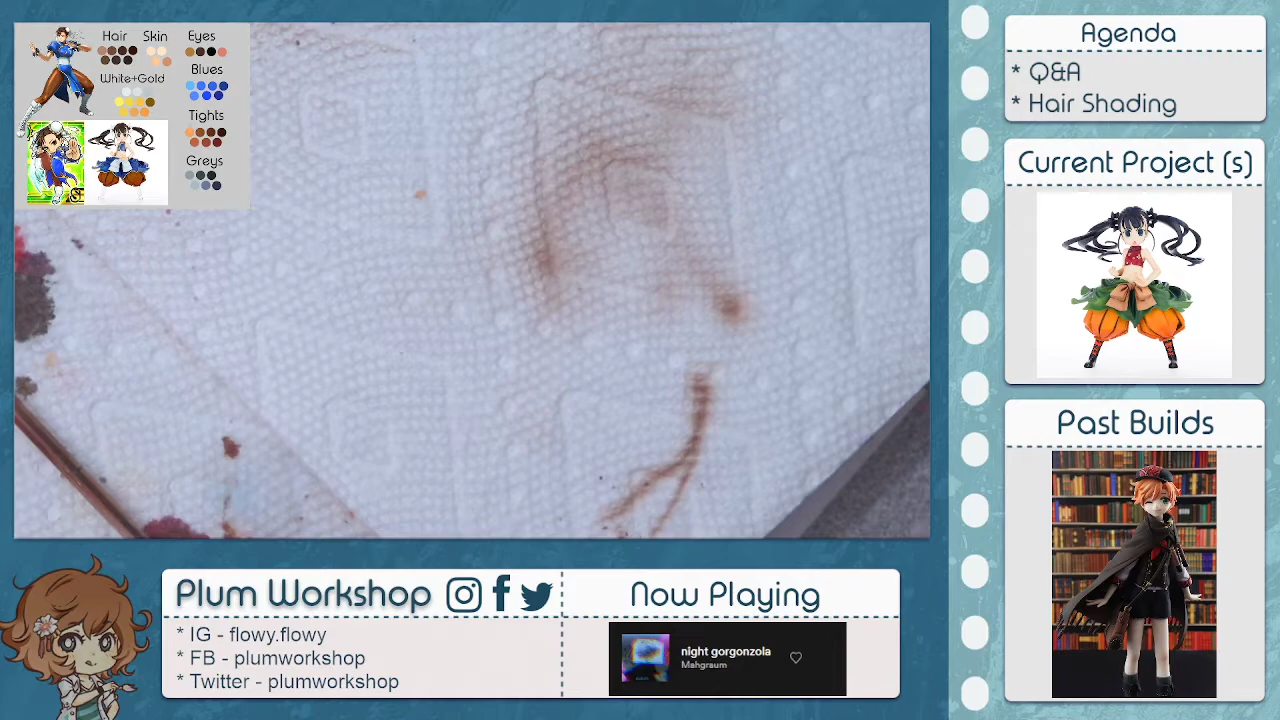 Hair Skin Eyes
White+Gold
Blues
Tights
Greys
Agenda
* Q&A
* Hair Shading
Current Project (s)
Past Builds
Plum Workshop
* IG - flowy.flowy
* FB - plumworkshop
* Twitter - plumworkshop
Now Playing
night gorgonzola
Mahgraum